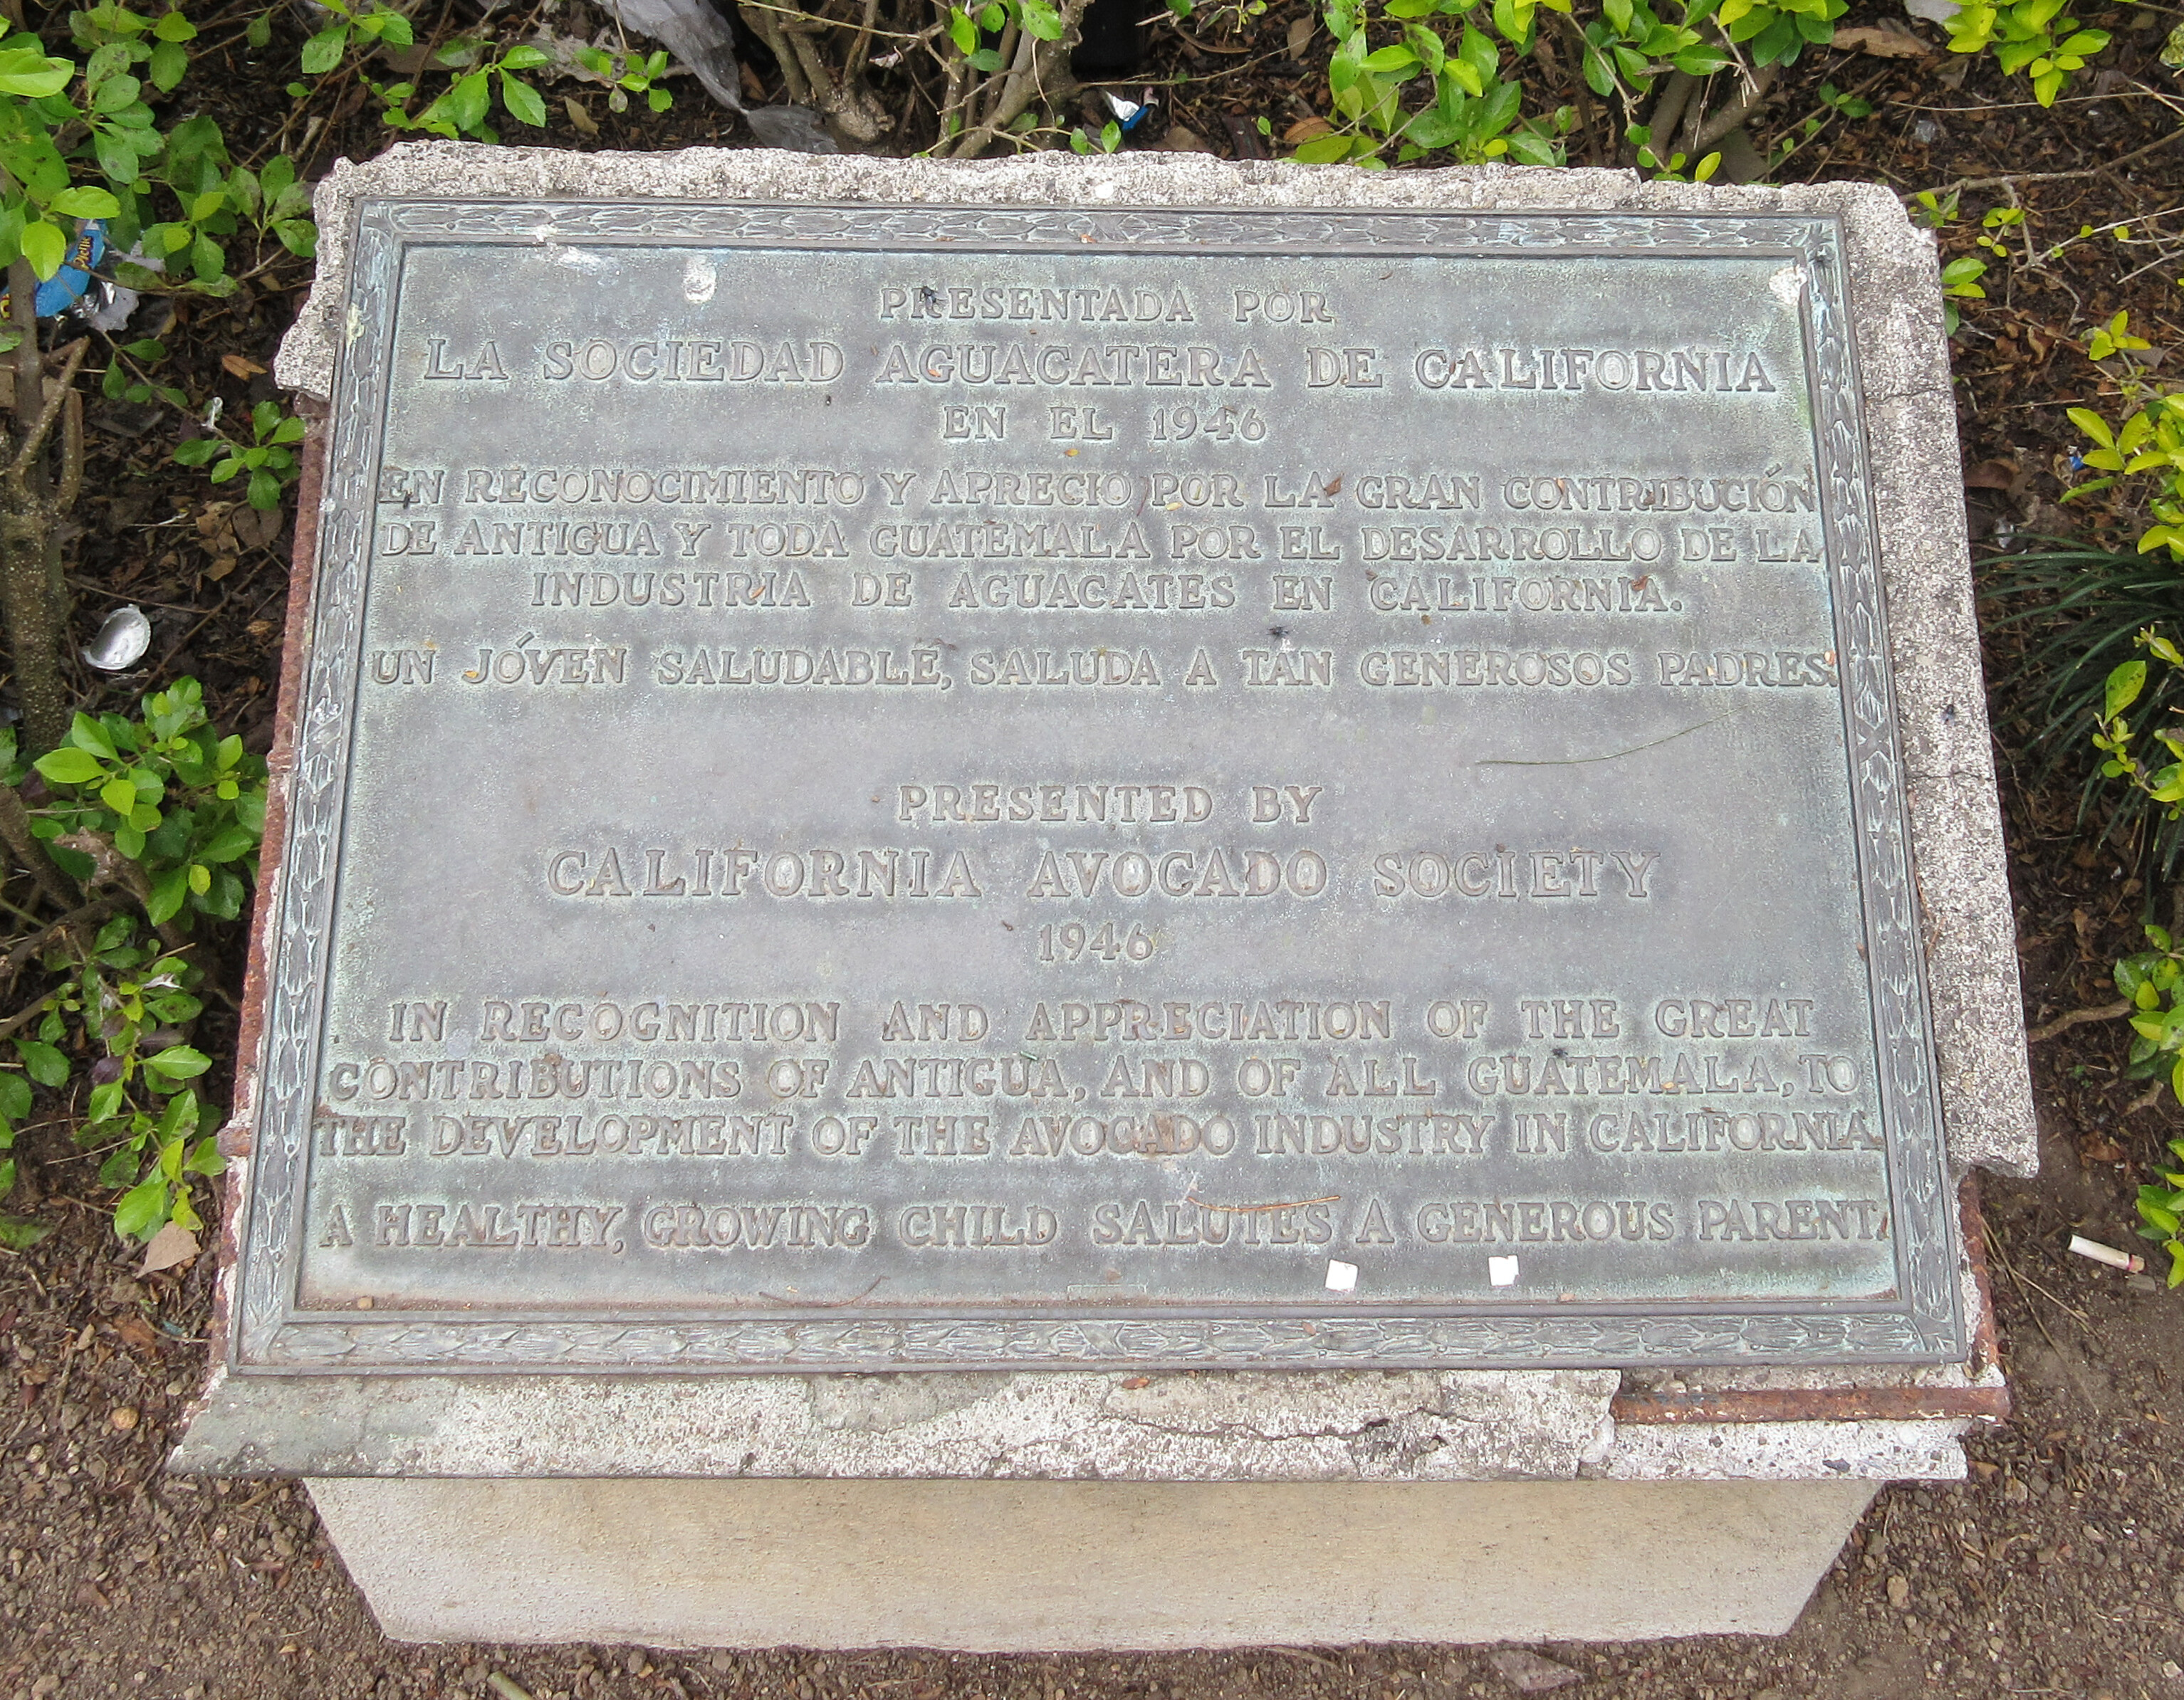 PRESENTADA POR
LA SOCIEDAD AGUACATERA DE CALIFORNIA
EN EL 1946
EN RECONOCIMIENTO Y APRECIO POR LA GRAN CONTRIBUCIÓN
DE ANTIGUA Y TODA GUATEMALA POR EL DESARROLLO DE LA
INDUSTRIA DE AGUACATES EN CALIFORNIA.
UN JÓVEN SALUDABLE, SALUDA A TAN GENEROSOS PADRES.
PRESENTED BY
CALIFORNIA AVOCADO SOCIETY
1946
IN RECOGNITION AND APPRECIATION OF THE GREAT
CONTRIBUTIONS OF ANTIGUA, AND OF ALL GUATEMALA, TO
THE DEVELOPMENT OF THE AVOCADO INDUSTRY IN CALIFORNIA.
A HEALTHY, GROWING CHILD SALUTES A GENEROUS PARENT.